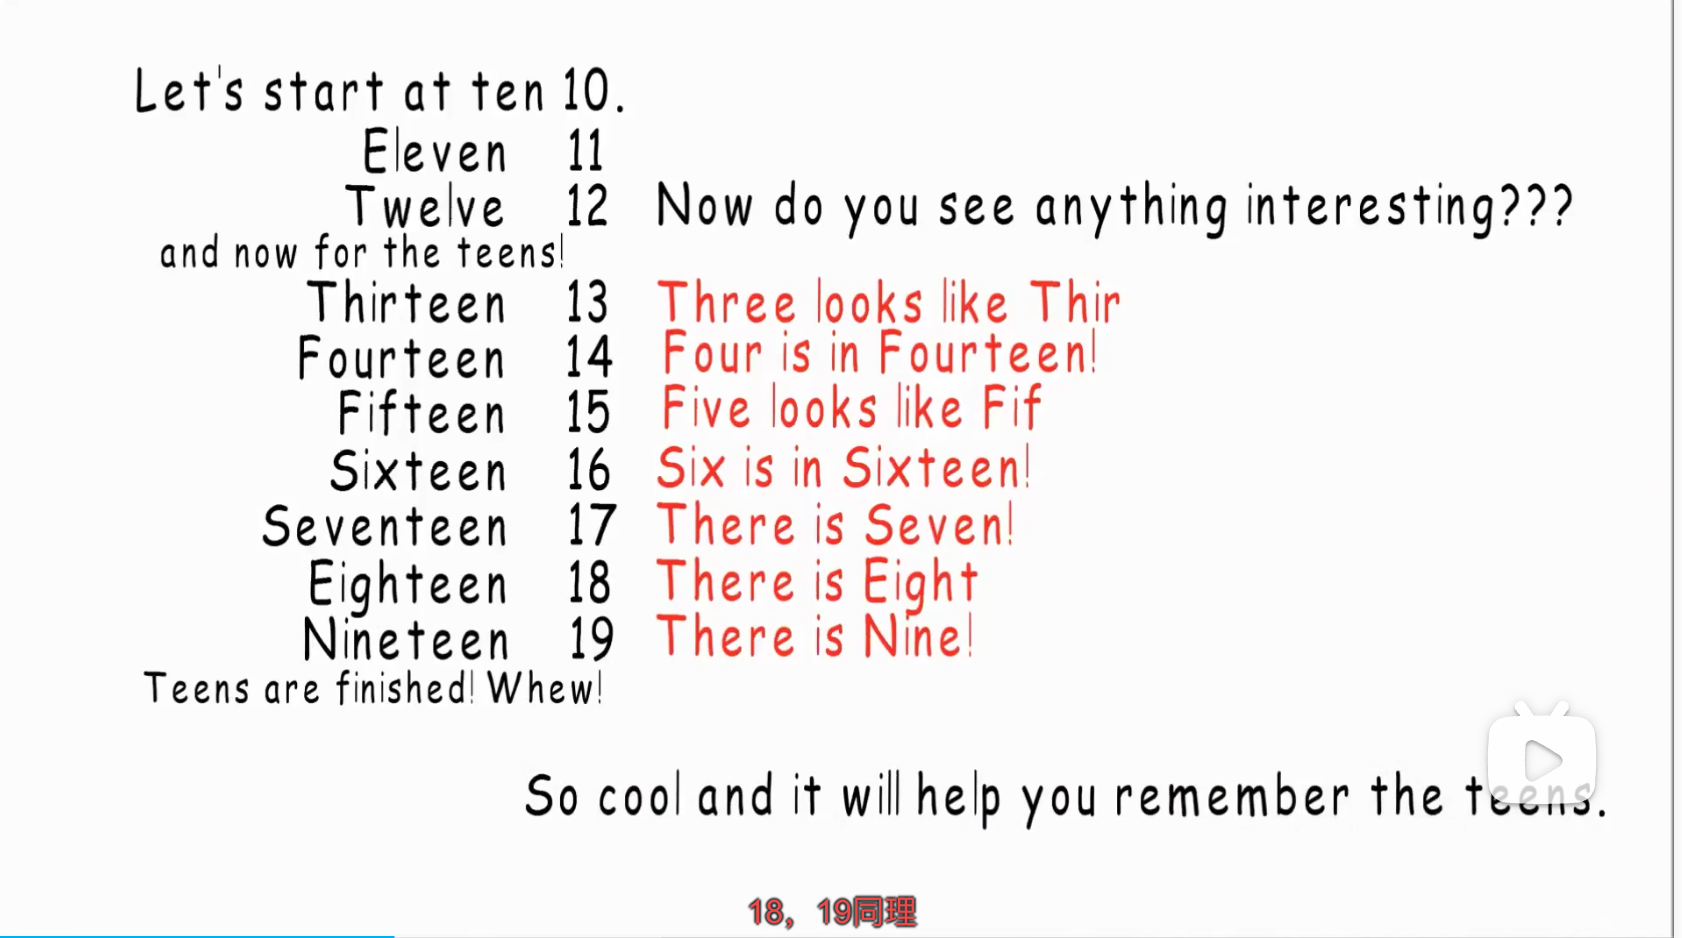 Let's start at ten 10.
Eleven 11
Twelve 12 Now do you see anything interesting???
and now for the teens!
Thirteen 13 Three looks like Thir
Fourteen 14 Four is in Fourteen!
Fifteen 15 Five looks like Fif
Sixteen 16 Six is in Sixteen!
Seventeen 17 There is Seven!
Eighteen 18 There is Eight
Nineteen 19 There is Nine!
Teens are finished! Whew!
So cool and it will help you remember the teens.
18，19同理